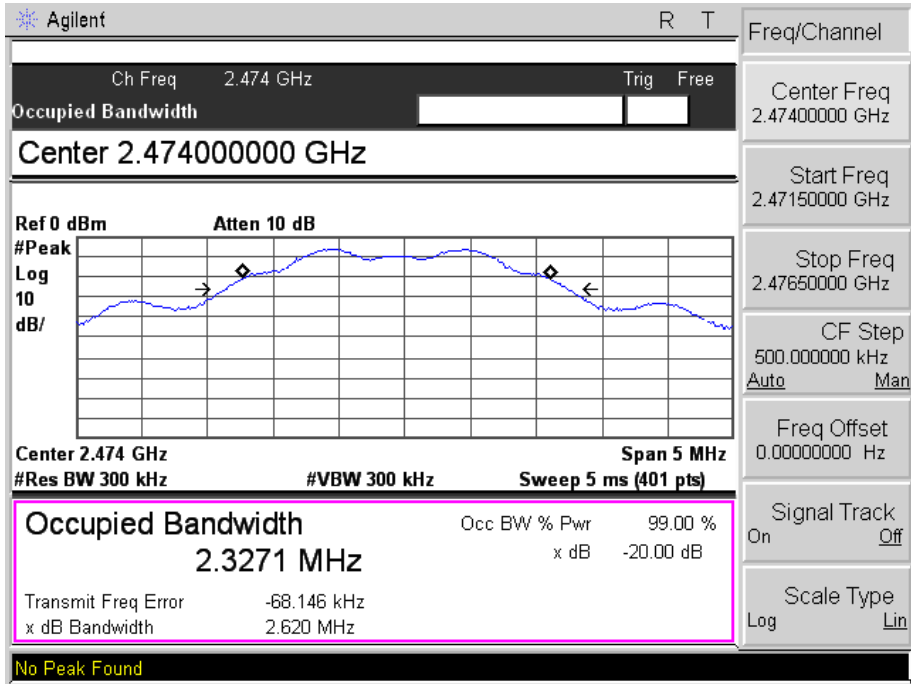 Agilent R T
Ch Freq 2.474 GHz Trig Free
Occupied Bandwidth
Center 2.474000000 GHz
Ref 0 dBm Atten 10 dB
#Peak
Log
10
dB/
Center 2.474 GHz Span 5 MHz
#Res BW 300 kHz #VBW 300 kHz Sweep 5 ms (401 pts)
Occupied Bandwidth Occ BW % Pwr 99.00 %
2.3271 MHz x dB -20.00 dB
Transmit Freq Error -68.146 kHz
x dB Bandwidth 2.620 MHz
No Peak Found
Freq/Channel
Center Freq
2.47400000 GHz
Start Freq
2.47150000 GHz
Stop Freq
2.47650000 GHz
CF Step
500.000000 kHz
Auto Man
Freq Offset
0.00000000 Hz
Signal Track
On Off
Scale Type
Log Lin